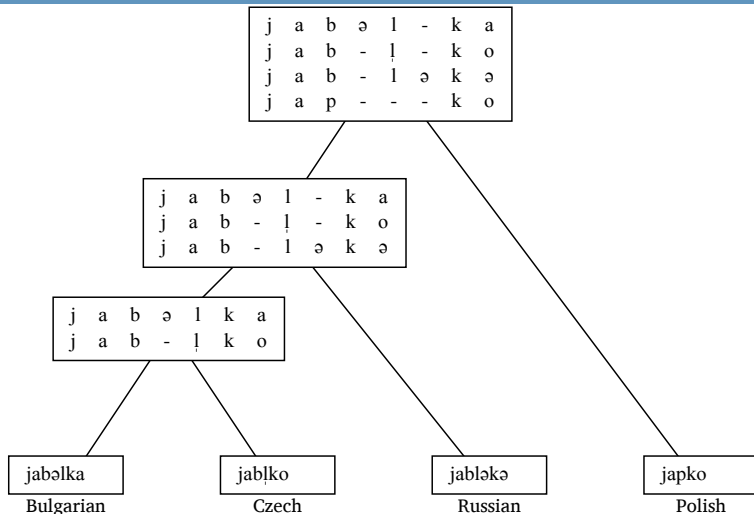 j a b ə l - k a
j a b - l̩ - k o
j a b - l ə k ə
j a p - - - k o
j a b ə l - k a
j a b - l̩ - k o
j a b - l ə k ə
j a b ə l k a
j a b - l̩ k o
jabəlka jabl̩ko jabləkə japko
Bulgarian Czech Russian Polish